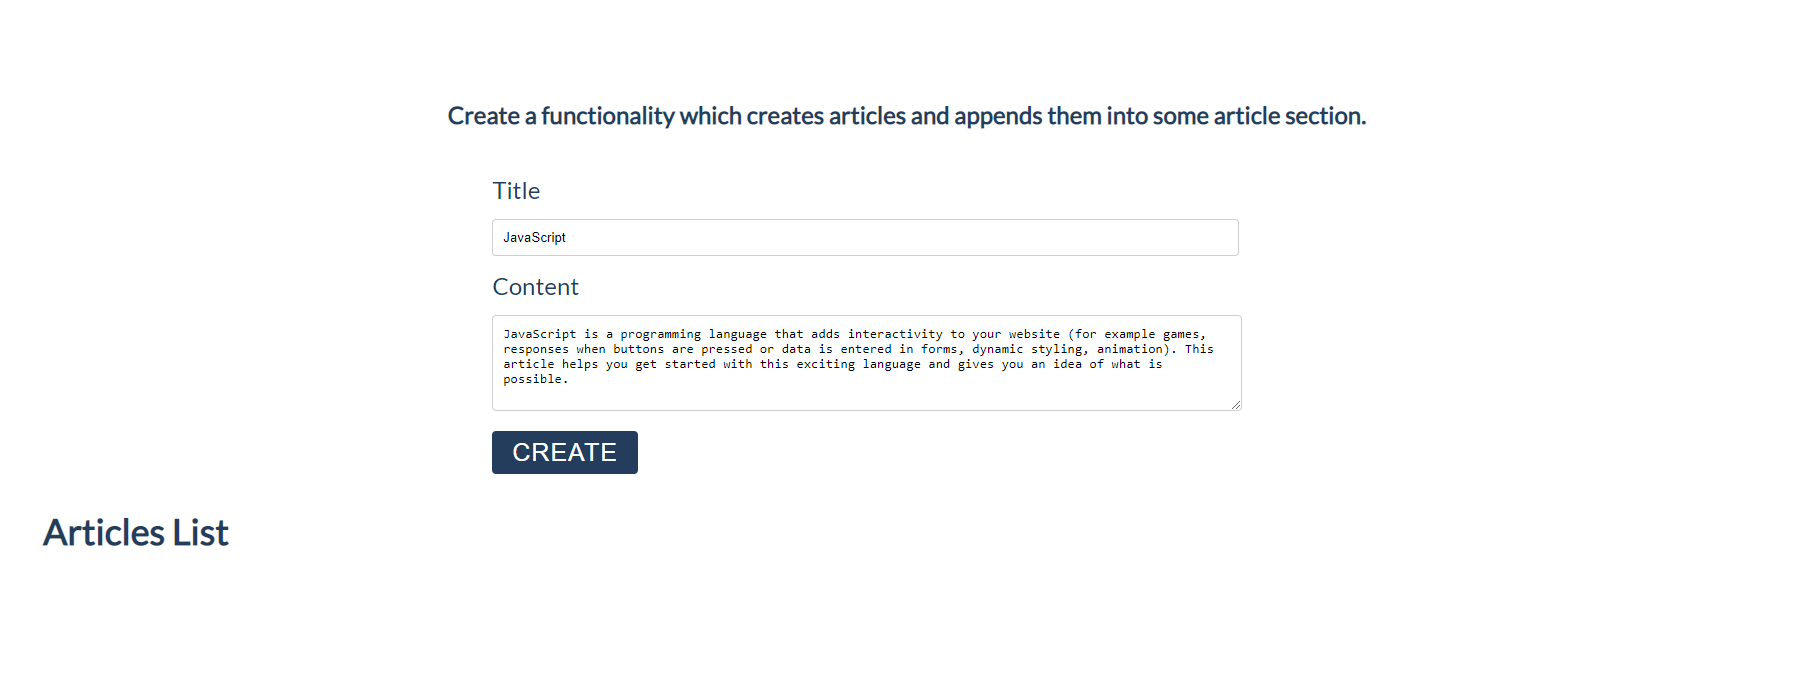 Create a functionality which creates articles and appends them into some article section.
Title
JavaScript
Content
JavaScript is a programming language that adds interactivity to your website (for example games,
responses when buttons are pressed or data is entered in forms, dynamic styling, animation). This
article helps you get started with this exciting language and gives you an idea of what is
possible.
CREATE
Articles List